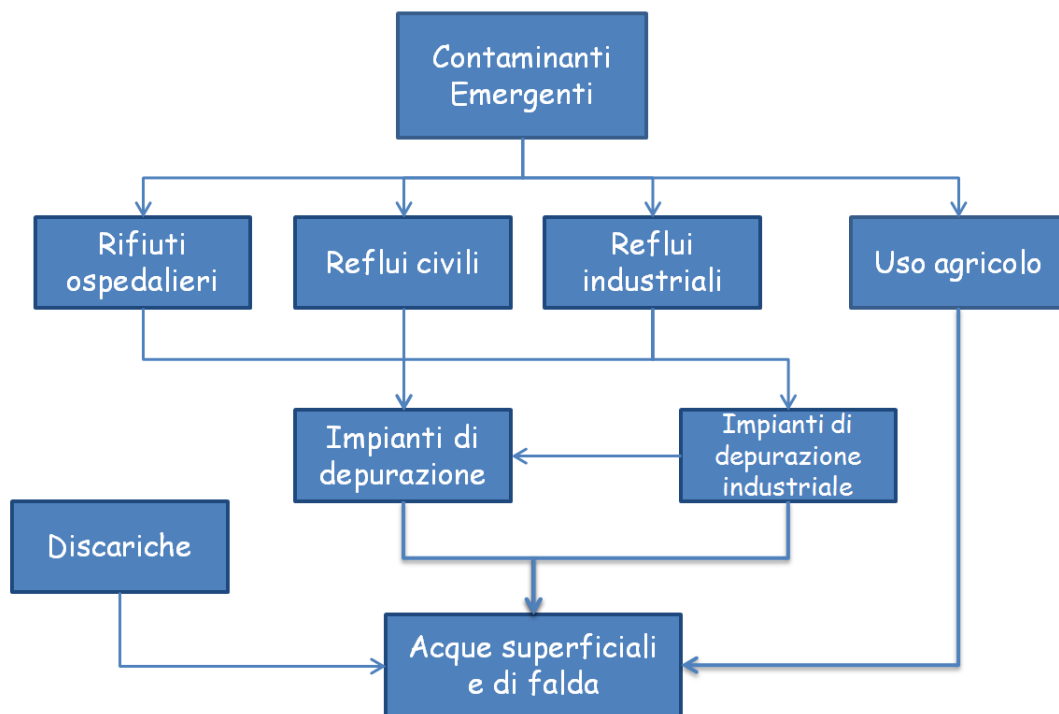 Contaminanti
Emergenti
Rifiuti
ospedalieri
Reflui civili
Reflui
industriali
Uso agricolo
Impianti di
depurazione
Impianti di
depurazione
industriale
Discariche
Acque superficiali
e di falda